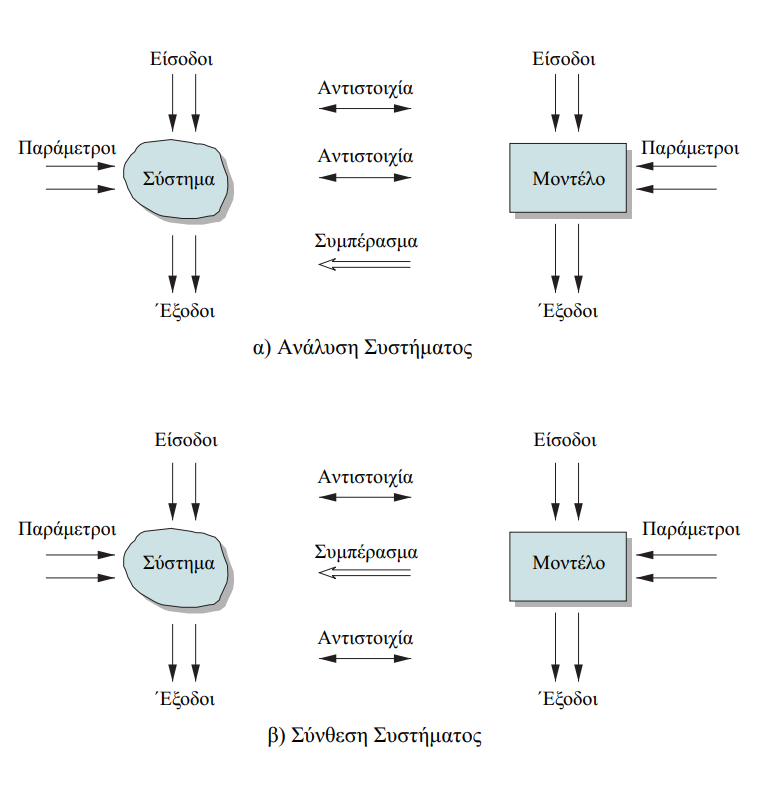 Είσοδοι
Αντιστοιχία
Είσοδοι
Παράμετροι
Σύστημα
Αντιστοιχία
Μοντέλο
Παράμετροι
Συμπέρασμα
Έξοδοι
Έξοδοι
α) Ανάλυση Συστήματος
Είσοδοι
Αντιστοιχία
Είσοδοι
Παράμετροι
Σύστημα
Συμπέρασμα
Μοντέλο
Παράμετροι
Αντιστοιχία
Έξοδοι
Έξοδοι
β) Σύνθεση Συστήματος